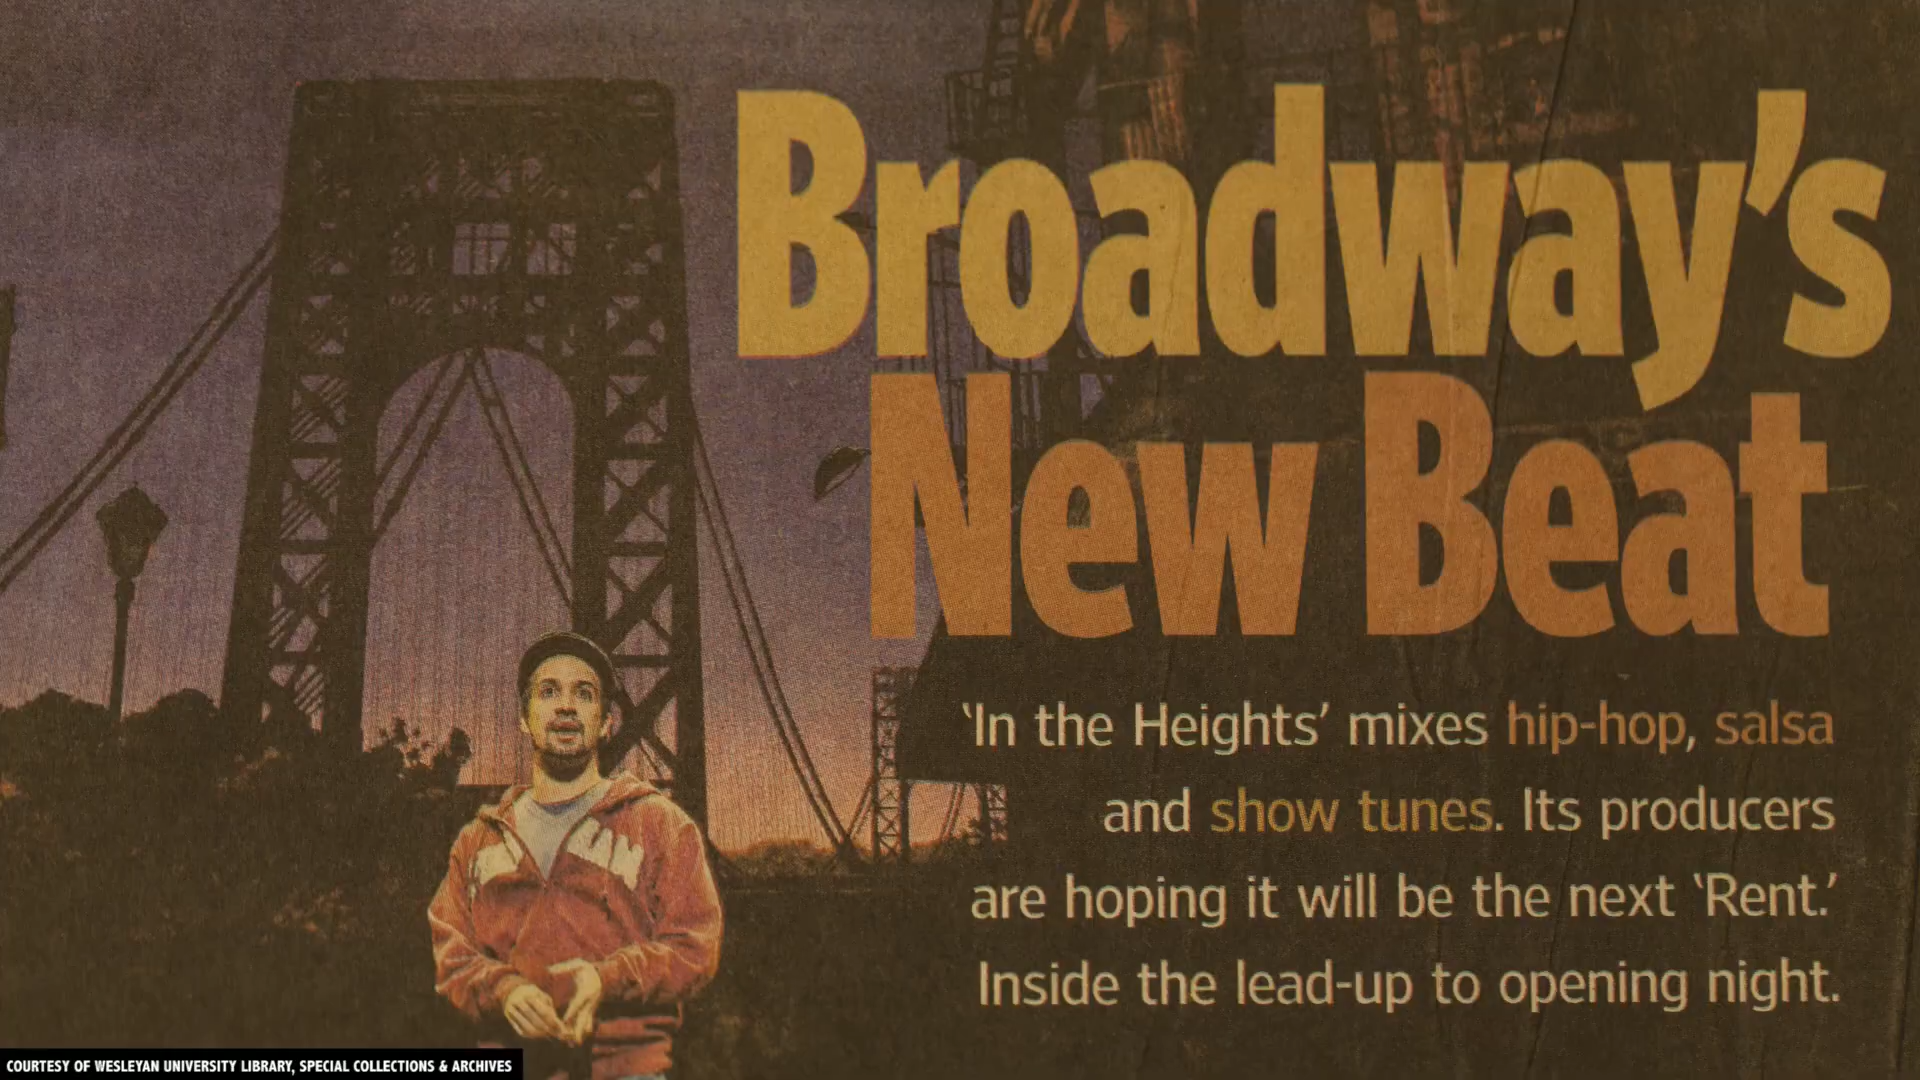 Broadway's
New Beat
‘In the Heights’ mixes hip-hop, salsa
and show tunes. Its producers
are hoping it will be the next ‘Rent.’
Inside the lead-up to opening night.
COURTESY OF WESLEYAN UNIVERSITY LIBRARY, SPECIAL COLLECTIONS & ARCHIVES